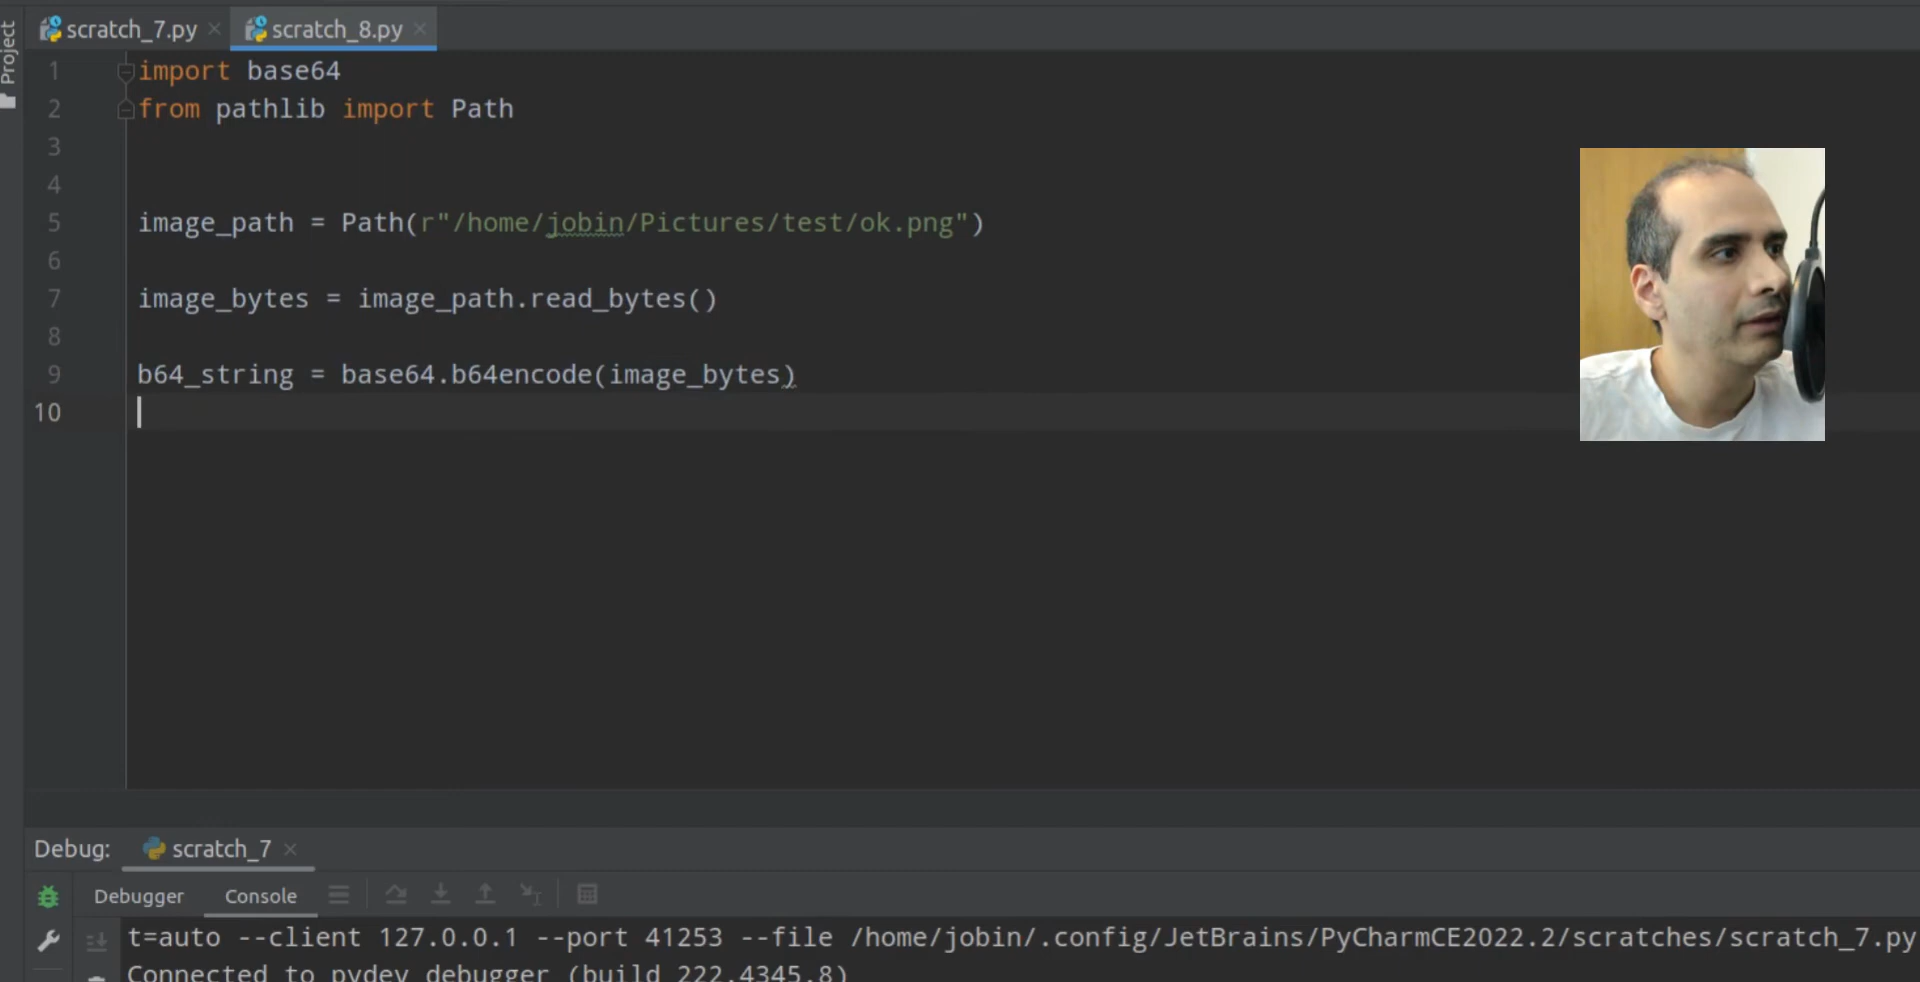 Project
scratch_7.py
scratch_8.py
1 import base64
2 from pathlib import Path
3
4
5 image_path = Path(r"/home/jobin/Pictures/test/ok.png")
6
7 image_bytes = image_path.read_bytes()
8
9 b64_string = base64.b64encode(image_bytes)
10
Debug: scratch_7
Debugger Console
t=auto --client 127.0.0.1 --port 41253 --file /home/jobin/.config/JetBrains/PyCharmCE2022.2/scratches/scratch_7.py
Connected to pydev debugger (build 222.4345.8)